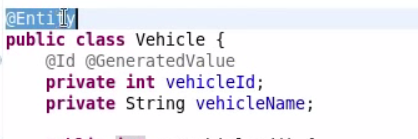 @Entity
public class Vehicle {
@Id @GeneratedValue
private int vehicleId;
private String vehicleName;